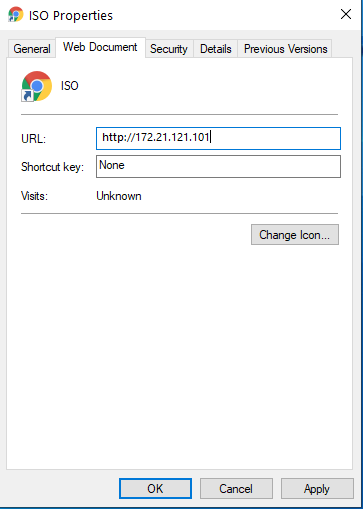 ISO Properties
General Web Document Security Details Previous Versions
ISO
URL: http://172.21.121.101
Shortcut key: None
Visits: Unknown
Change Icon...
OK Cancel Apply